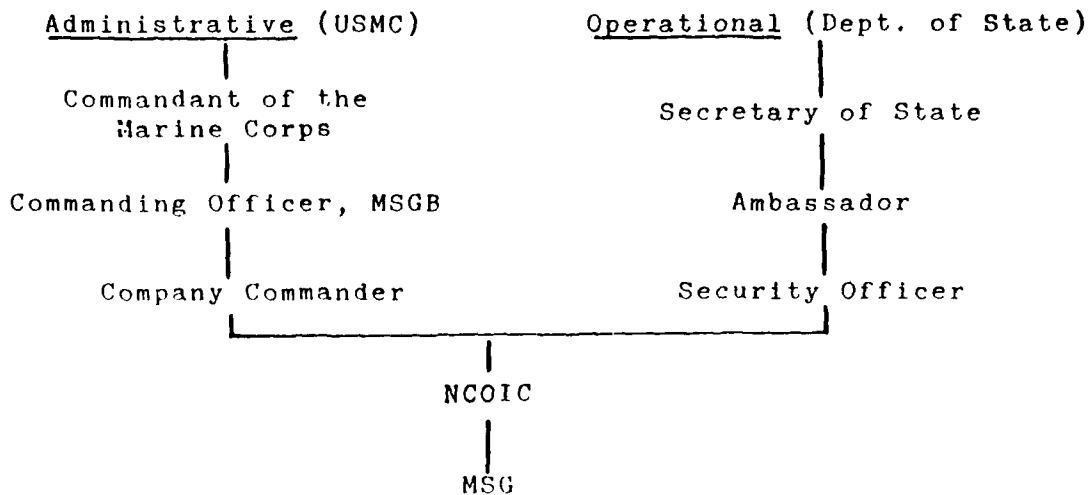 Administrative (USMC)
Operational (Dept. of State)
Commandant of the
Marine Corps
Secretary of State
Commanding Officer, MSGB
Ambassador
Company Commander
Security Officer
NCOIC
MSG